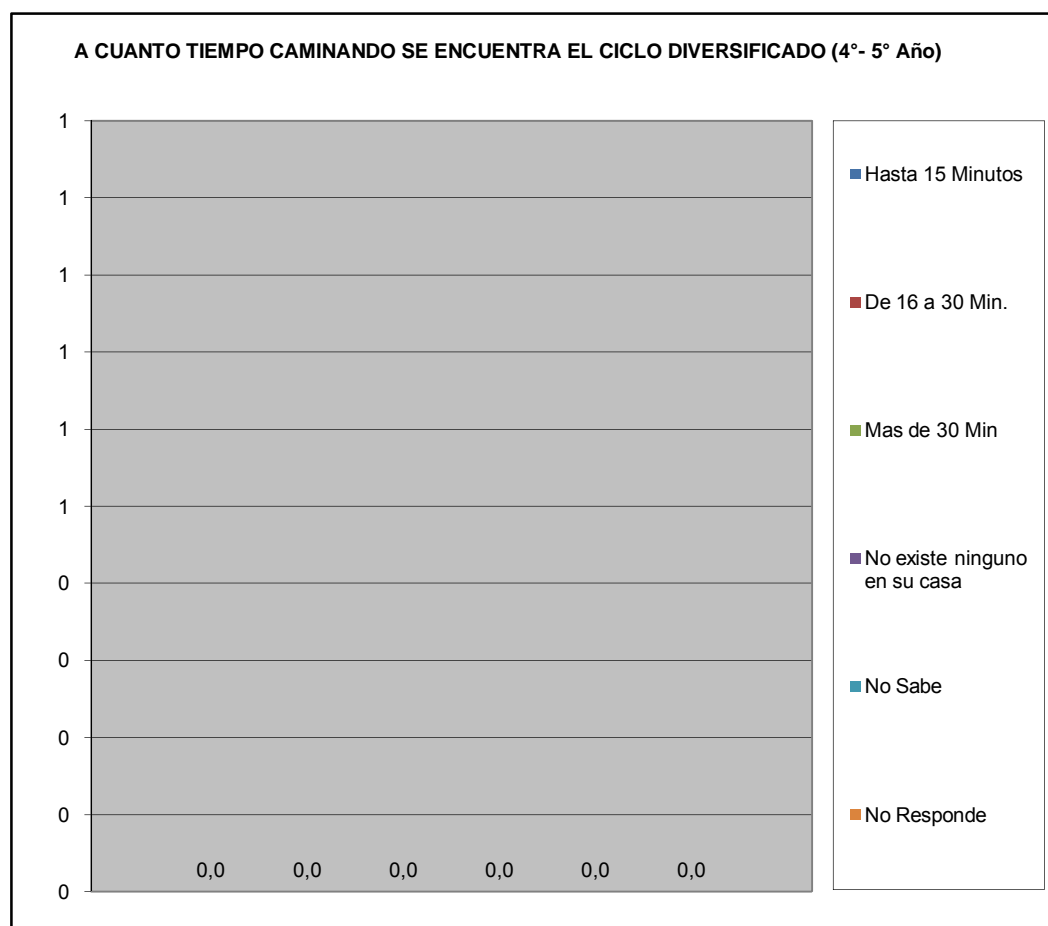 A CUANTO TIEMPO CAMINANDO SE ENCUENTRA EL CICLO DIVERSIFICADO (4°- 5° Año)
1
1
1
1
1
1
0
0
0
0
0
0,0 0,0 0,0 0,0 0,0 0,0
Hasta 15 Minutos
De 16 a 30 Min.
Mas de 30 Min
No existe ninguno
en su casa
No Sabe
No Responde